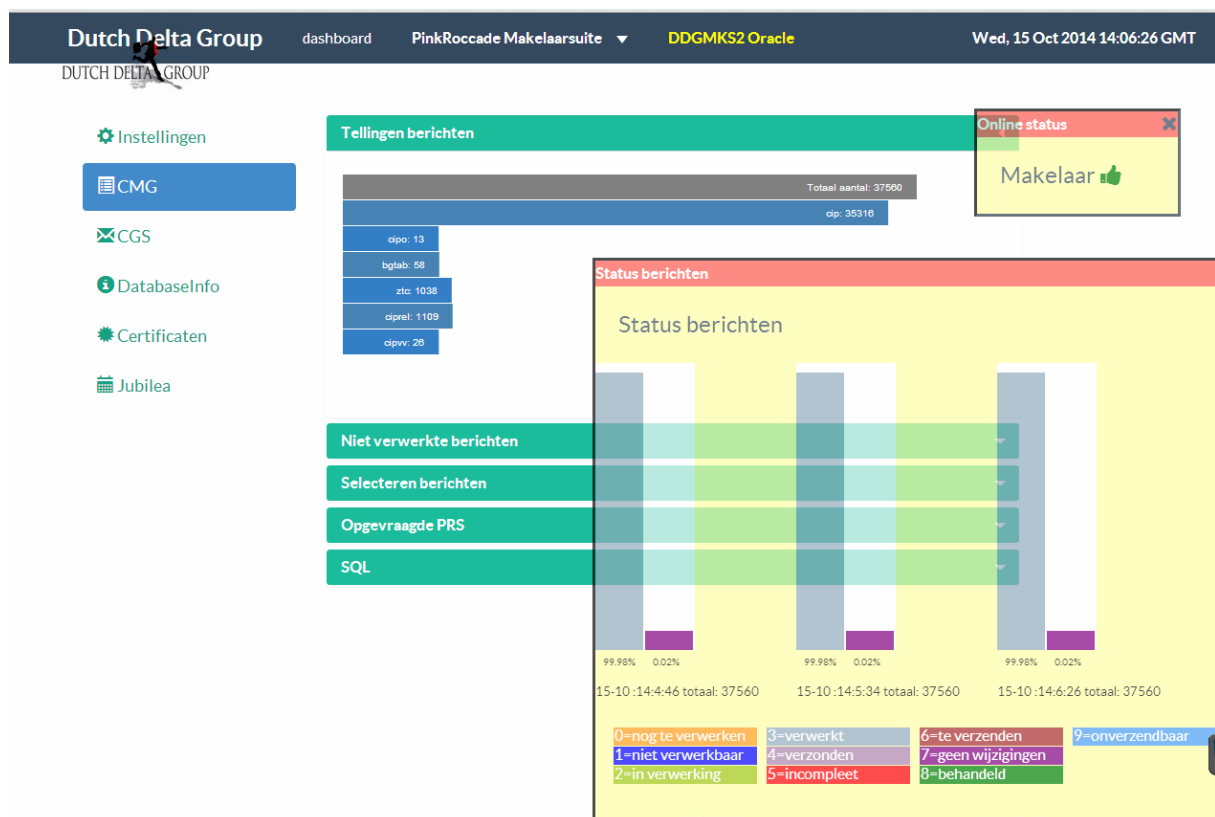 Dutch Delta Group dashboard PinkRoccade Makelaarsuite DDGMKS2 Oracle Wed, 15 Oct 2014 14:06:26 GMT
DUTCH DELTA GROUP
Instellingen
CMG
CGS
DatabaseInfo
Certificaten
Jubilea
Tellingen berichten
Totaal aantal: 37560
cip: 35316
cipo: 13
bgtab: 58
ztc: 1038
ciprel: 1109
cipvv: 26
Niet verwerkte berichten
Selecteren berichten
Opgevraagde PRS
SQL
Online status
Makelaar
Status berichten
Status berichten
99.98% 0.02% 99.98% 0.02% 99.98% 0.02%
15-10 :14:4:46 totaal: 37560 15-10 :14:5:34 totaal: 37560 15-10 :14:6:26 totaal: 37560
0=nog te verwerken 3=verwerkt 6=te verzenden 9=onverzendbaar
1=niet verwerkbaar 4=verzonden 7=geen wijzigingen
2=in verwerking 5=incompleet 8=behandeld